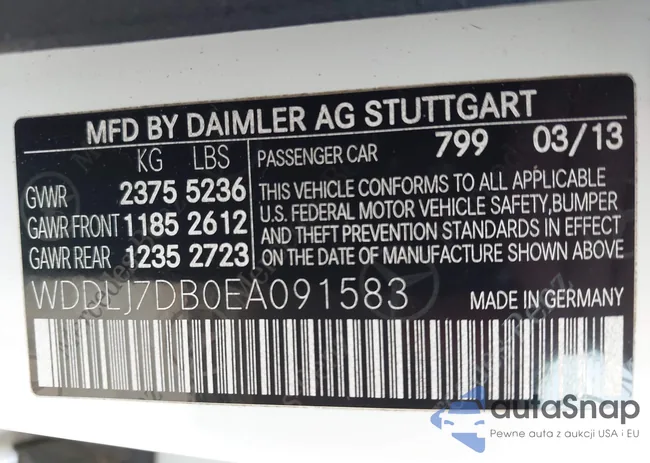 MFD BY DAIMLER AG STUTTGART
KG LBS
GVWR 2375 5236
GAWR FRONT 1185 2612
GAWR REAR 1235 2723
PASSENGER CAR 799 03/13
THIS VEHICLE CONFORMS TO ALL APPLICABLE
U.S. FEDERAL MOTOR VEHICLE SAFETY, BUMPER
AND THEFT PREVENTION STANDARDS IN EFFECT
ON THE DATE OF MANUFACTURE SHOWN ABOVE
WDDLJ7DB0EA091583
MADE IN GERMANY
autaSnap
Pewne auta z aukcji USA i EU